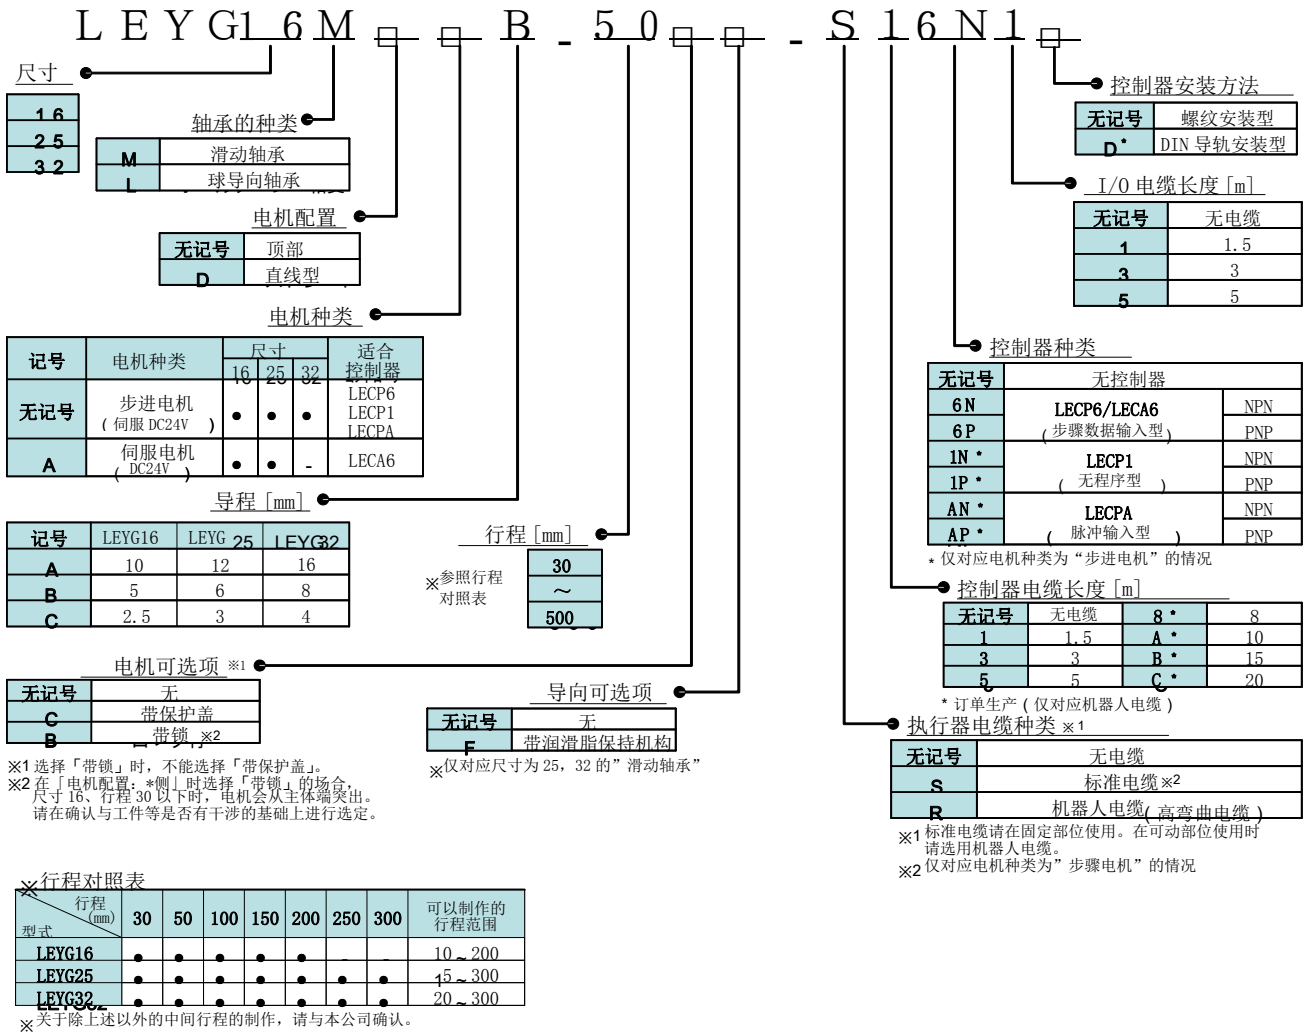 LEYG16M□□B-50□□-S16N1□
尺寸
16
25
32
轴承的种类
M 滑动轴承
L 球导向轴承
电机配置
无记号 顶部
D 直线型
电机种类
记号 电机种类 尺寸 适合控制器
16 25 32
无记号 步进电机 (伺服 DC24V) ● ● ● LECP6 LECP1 LECPA
A 伺服电机 (DC24V) ● ● - LECA6
导程 [mm]
记号 LEYG16 LEYG 25 LEYG32
A 10 12 16
B 5 6 8
C 2.5 3 4
行程 [mm]
30
～
500
※参照行程
对照表
电机可选项 ※1
无记号 无
C 带保护盖
B 带锁 ※2
※1 选择「带锁」时，不能选择「带保护盖」。
※2 在「电机配置：*侧」时选择「带锁」的场合，
尺寸 16、行程 30 以下时，电机会从主体端突出。
请在确认与工件等是否有干涉的基础上进行选定。
导向可选项
无记号 无
F 带润滑脂保持机构
※仅对应尺寸为 25，32 的”滑动轴承”
控制器安装方法
无记号 螺纹安装型
D* DIN 导轨安装型
I/O 电缆长度 [m]
无记号 无电缆
1 1.5
3 3
5 5
控制器种类
无记号 无控制器
6N LECP6/LECA6 NPN
6P (步骤数据输入型) PNP
1N * LECP1 NPN
1P * (无程序型) PNP
AN * LECPA NPN
AP * (脉冲输入型) PNP
* 仅对应电机种类为“步进电机”的情况
控制器电缆长度 [m]
无记号 无电缆 8 * 8
1 1.5 A * 10
3 3 B * 15
5 5 C * 20
* 订单生产 ( 仅对应机器人电缆 )
执行器电缆种类 ※1
无记号 无电缆
S 标准电缆※2
R 机器人电缆( 高弯曲电缆 )
※1 标准电缆请在固定部位使用。在可动部位使用时
请选用机器人电缆。
※2 仅对应电机种类为”步骤电机”的情况
※行程对照表
型式 行程(mm) 30 50 100 150 200 250 300 可以制作的行程范围
LEYG16 ● ● ● ● ● - - 10～200
LEYG25 ● ● ● ● ● ● ● 15～300
LEYG32 ● ● ● ● ● ● ● 20～300
※关于除上述以外的中间行程的制作，请与本公司确认。